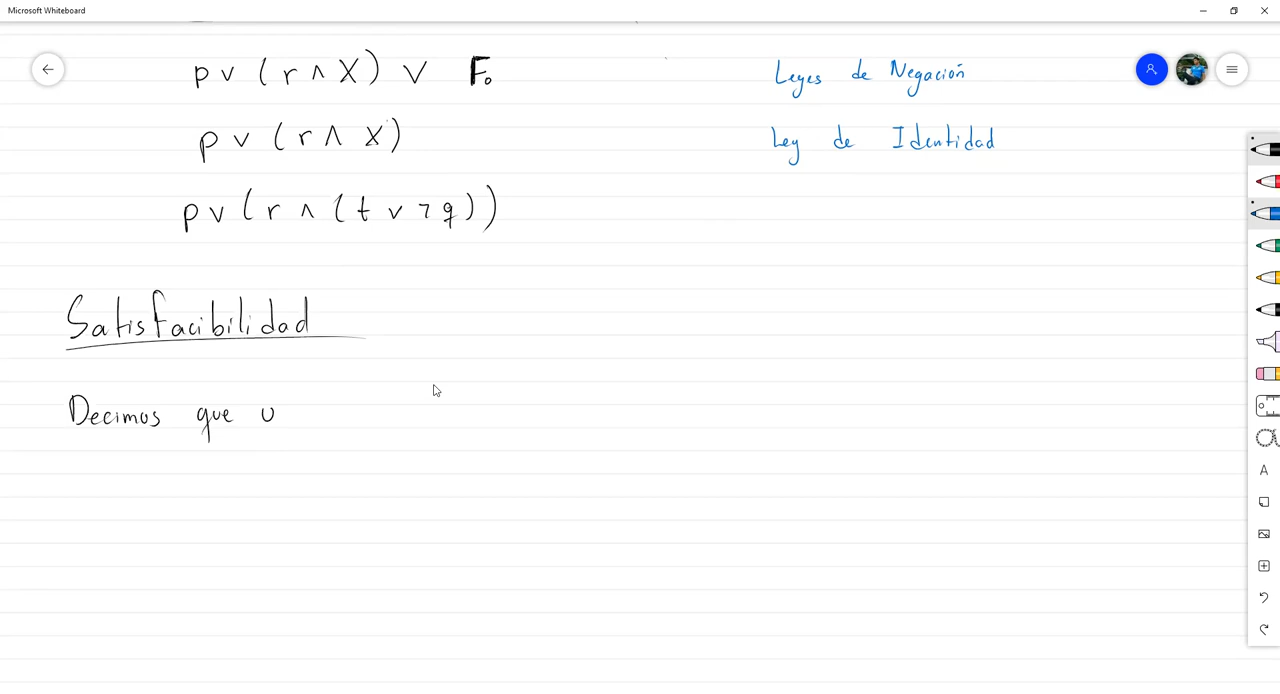 Microsoft Whiteboard
p ∨ (r ∧ X) ∨ F₀ Leyes de Negación
p ∨ (r ∧ X) Ley de Identidad
p ∨ (r ∧ (t ∨ ¬q))
Satisfacibilidad
Decimos que u
A